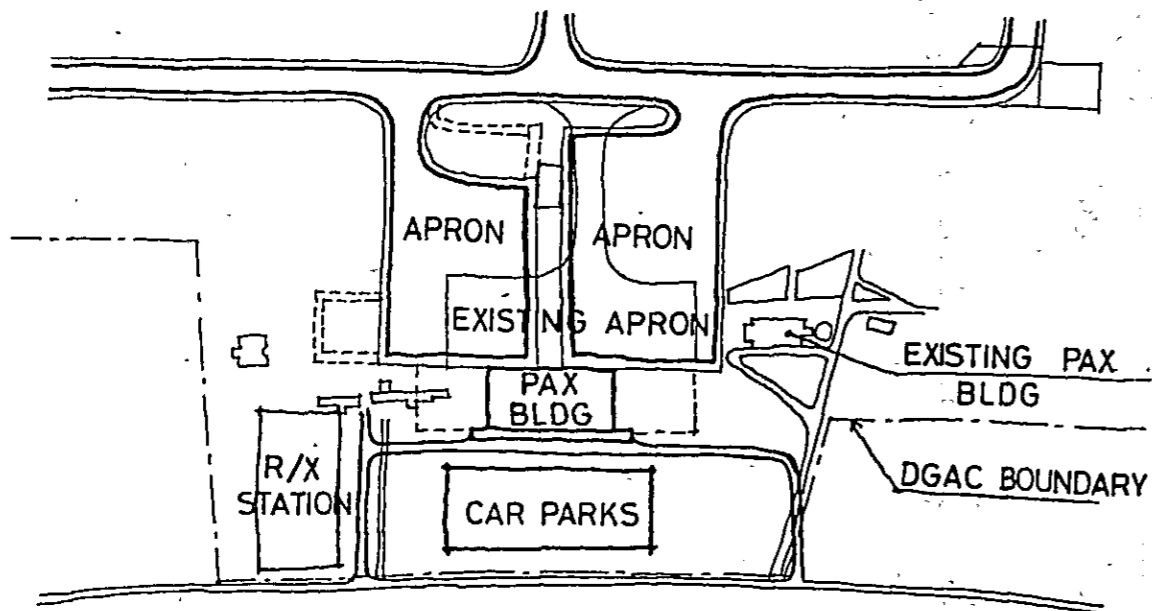 APRON
APRON
EXISTING APRON
EXISTING PAX
BLDG
PAX
BLDG
R/X
STATION
DGAC BOUNDARY
CAR PARKS